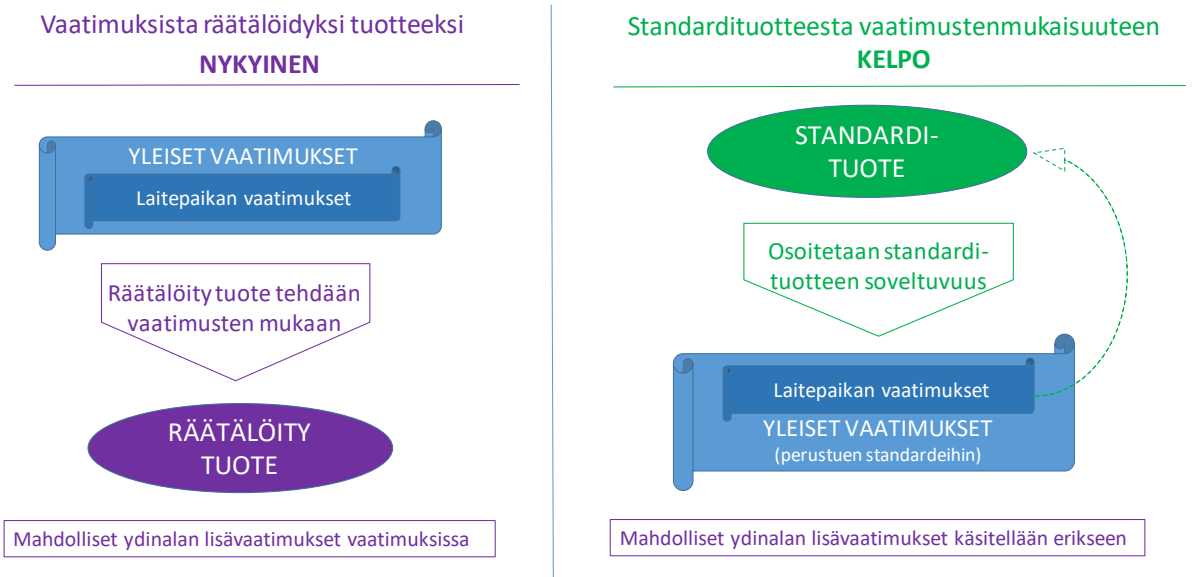 Vaatimuksista räätälöidyksi tuotteeksi
NYKYINEN
YLEISET VAATIMUKSET
Laitepaikan vaatimukset
Räätälöity tuote tehdään
vaatimusten mukaan
RÄÄTÄLÖITY
TUOTE
Mahdolliset ydinalan lisävaatimukset vaatimuksissa
Standardituotteesta vaatimustenmukaisuuteen
KELPO
STANDARDI-
TUOTE
Osoitetaan standardi-
tuotteen soveltuvuus
Laitepaikan vaatimukset
YLEISET VAATIMUKSET
(perustuen standardeihin)
Mahdolliset ydinalan lisävaatimukset käsitellään erikseen